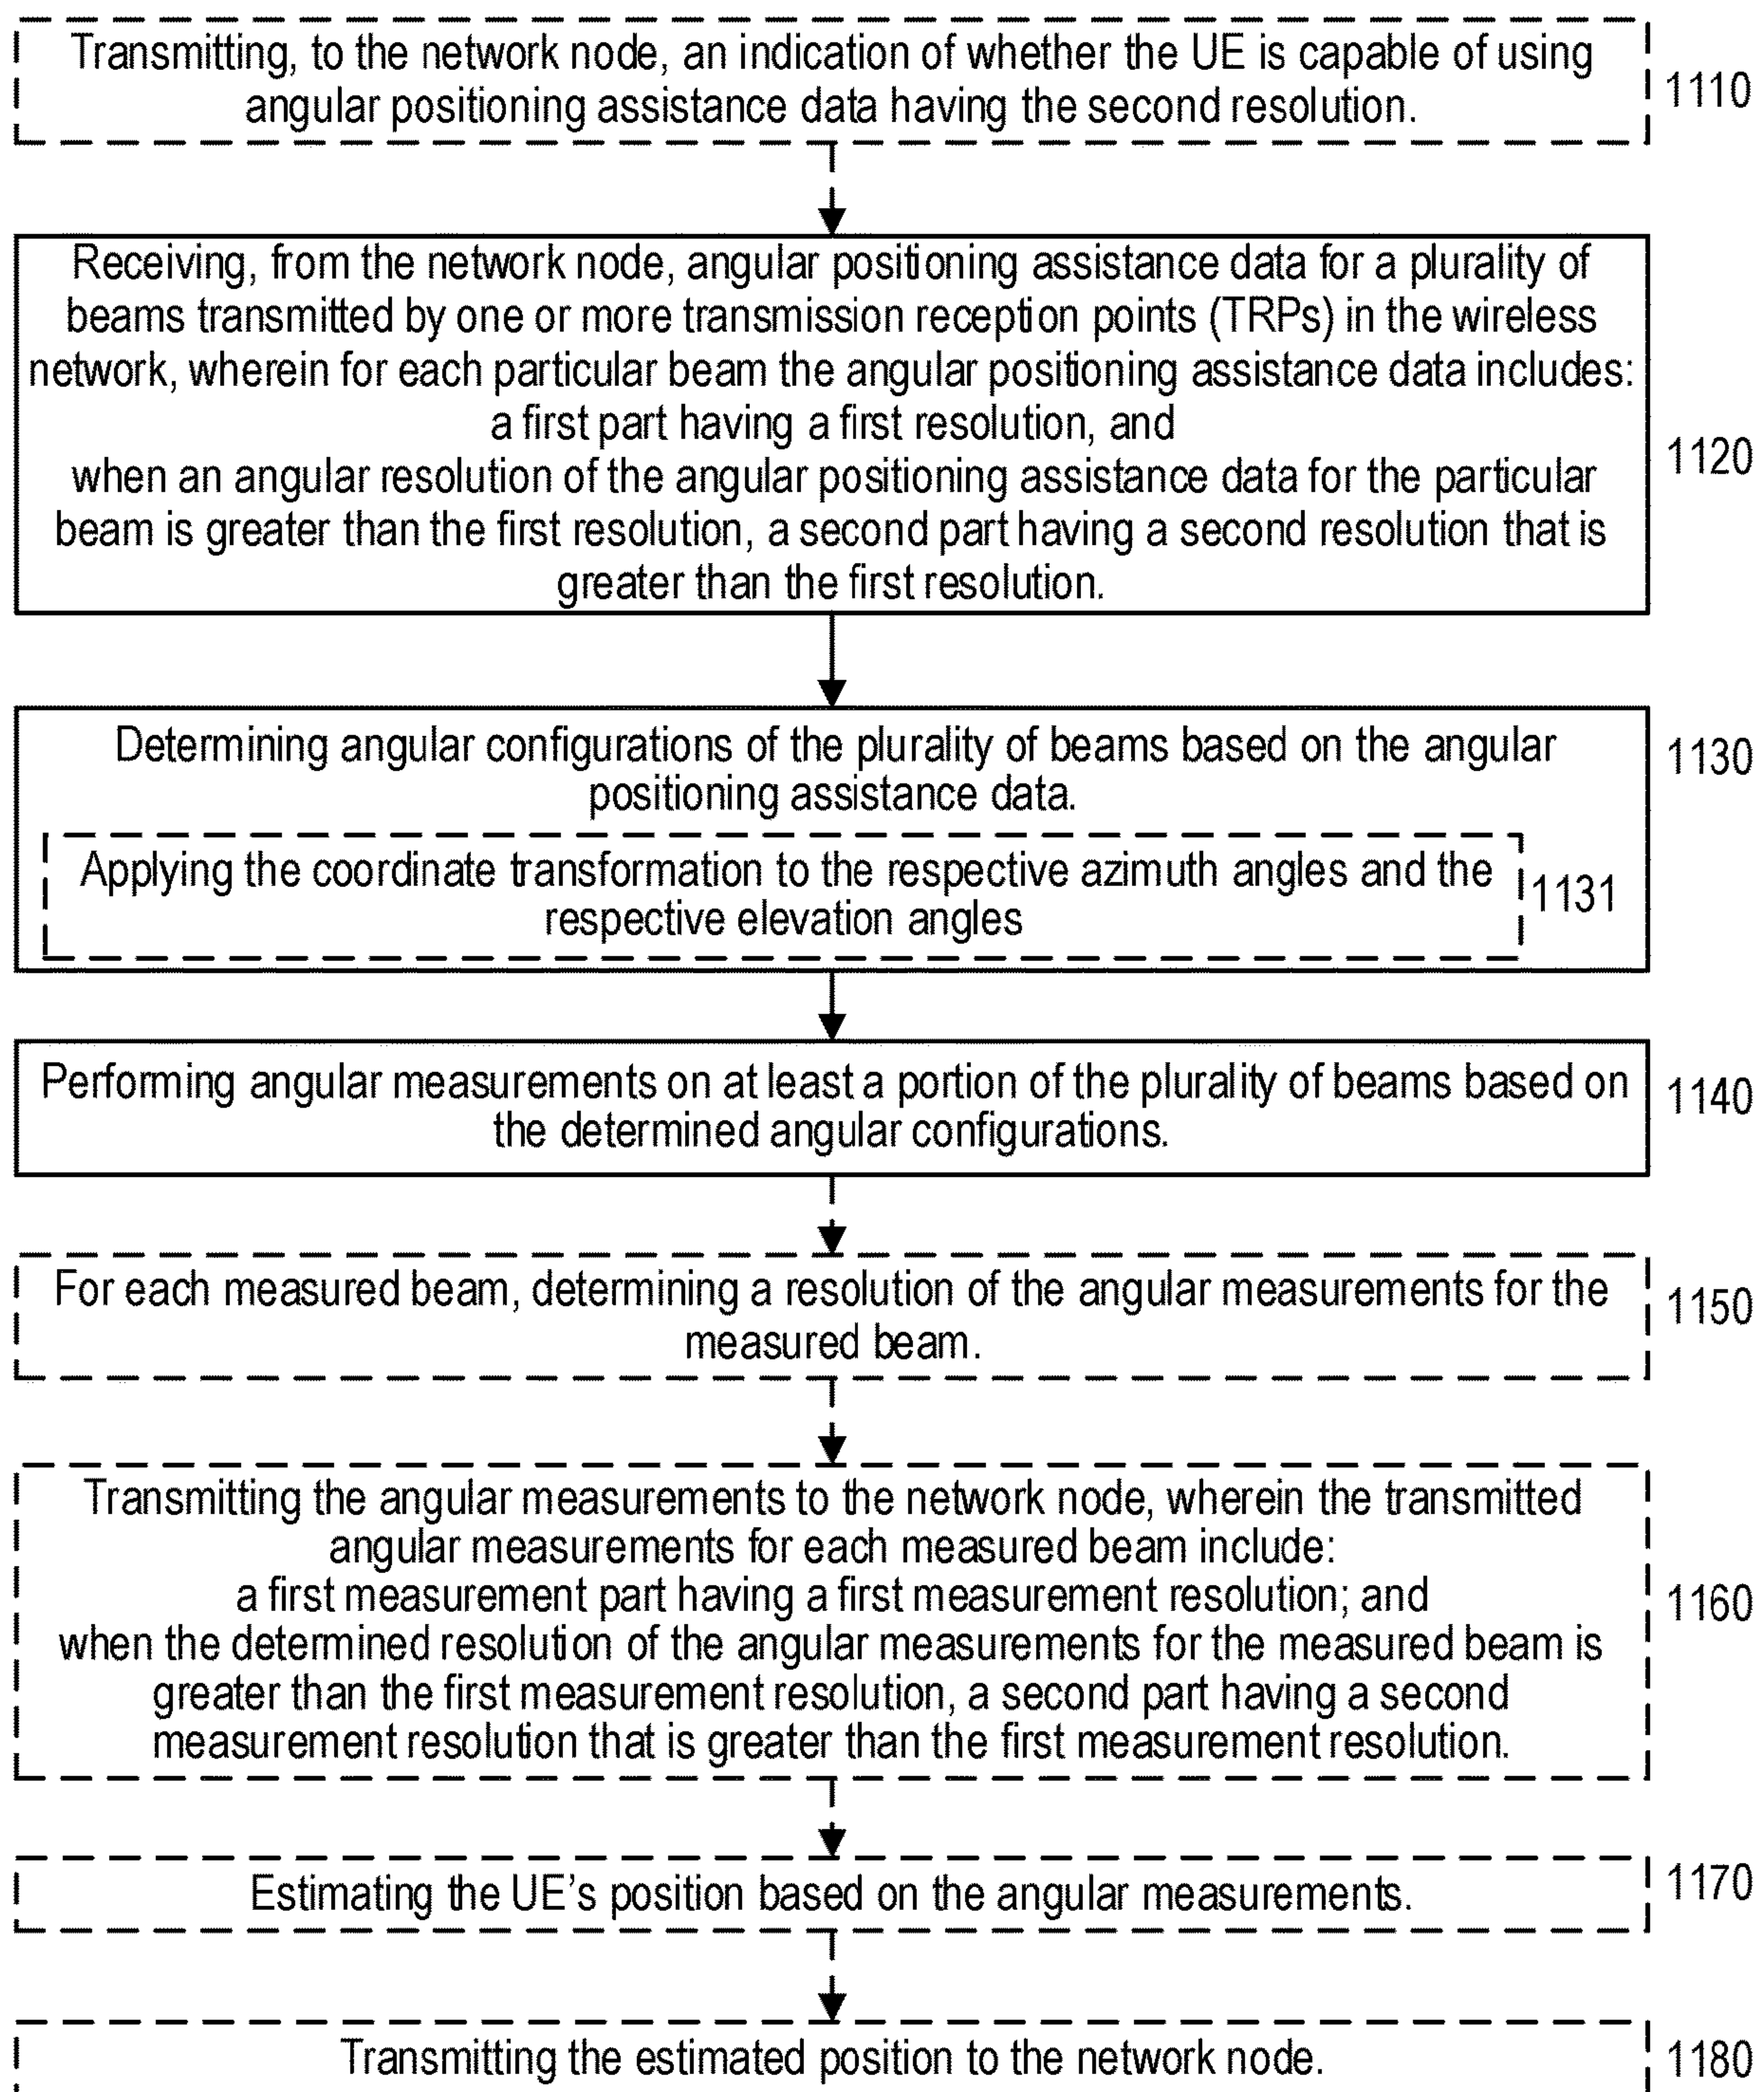 Transmitting, to the network node, an indication of whether the UE is capable of using
angular positioning assistance data having the second resolution.
1110
Receiving, from the network node, angular positioning assistance data for a plurality of
beams transmitted by one or more transmission reception points (TRPs) in the wireless
network, wherein for each particular beam the angular positioning assistance data includes:
a first part having a first resolution, and
when an angular resolution of the angular positioning assistance data for the particular
beam is greater than the first resolution, a second part having a second resolution that is
greater than the first resolution.
1120
Determining angular configurations of the plurality of beams based on the angular
positioning assistance data.
1130
Applying the coordinate transformation to the respective azimuth angles and the
respective elevation angles
1131
Performing angular measurements on at least a portion of the plurality of beams based on
the determined angular configurations.
1140
For each measured beam, determining a resolution of the angular measurements for the
measured beam.
1150
Transmitting the angular measurements to the network node, wherein the transmitted
angular measurements for each measured beam include:
a first measurement part having a first measurement resolution; and
when the determined resolution of the angular measurements for the measured beam is
greater than the first measurement resolution, a second part having a second
measurement resolution that is greater than the first measurement resolution.
1160
Estimating the UE's position based on the angular measurements.
1170
Transmitting the estimated position to the network node.
1180